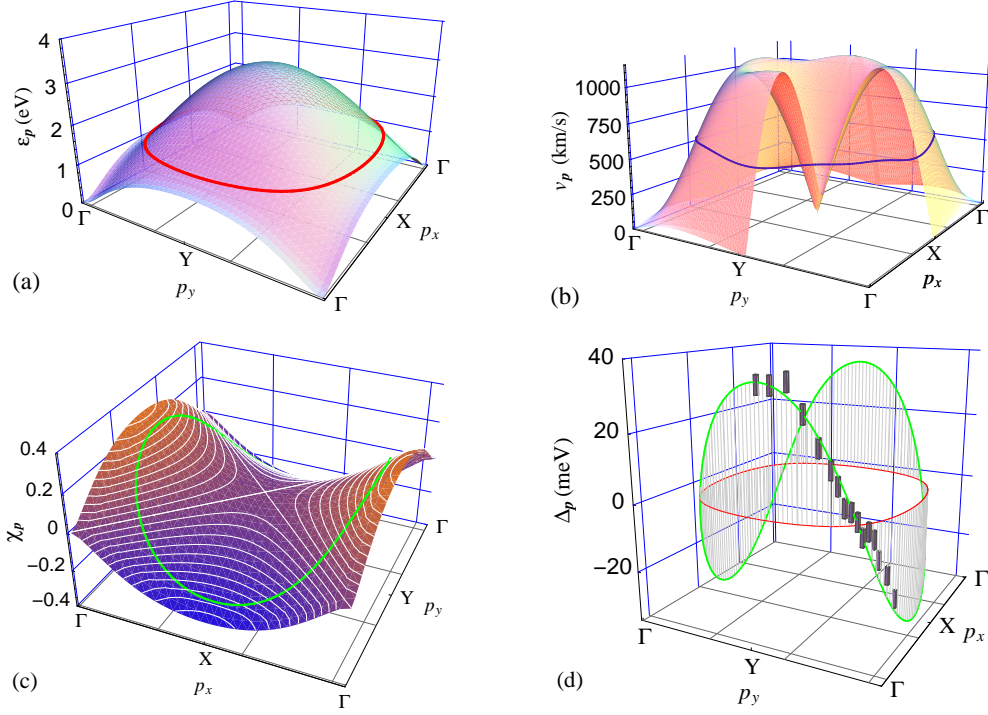 4
3
2
1
0
ε_p (eV)
Γ
Y
p_y
Γ
X
p_x
Γ
(a)
1000
750
500
250
0
v_p (km/s)
Γ
Y
p_y
Γ
X
p_x
Γ
(b)
0.4
0.2
0
−0.2
−0.4
χ_p
Γ
X
p_x
Γ
Y
p_y
Γ
(c)
40
20
0
−20
Δ_p (meV)
Γ
Y
p_y
Γ
X
p_x
Γ
(d)